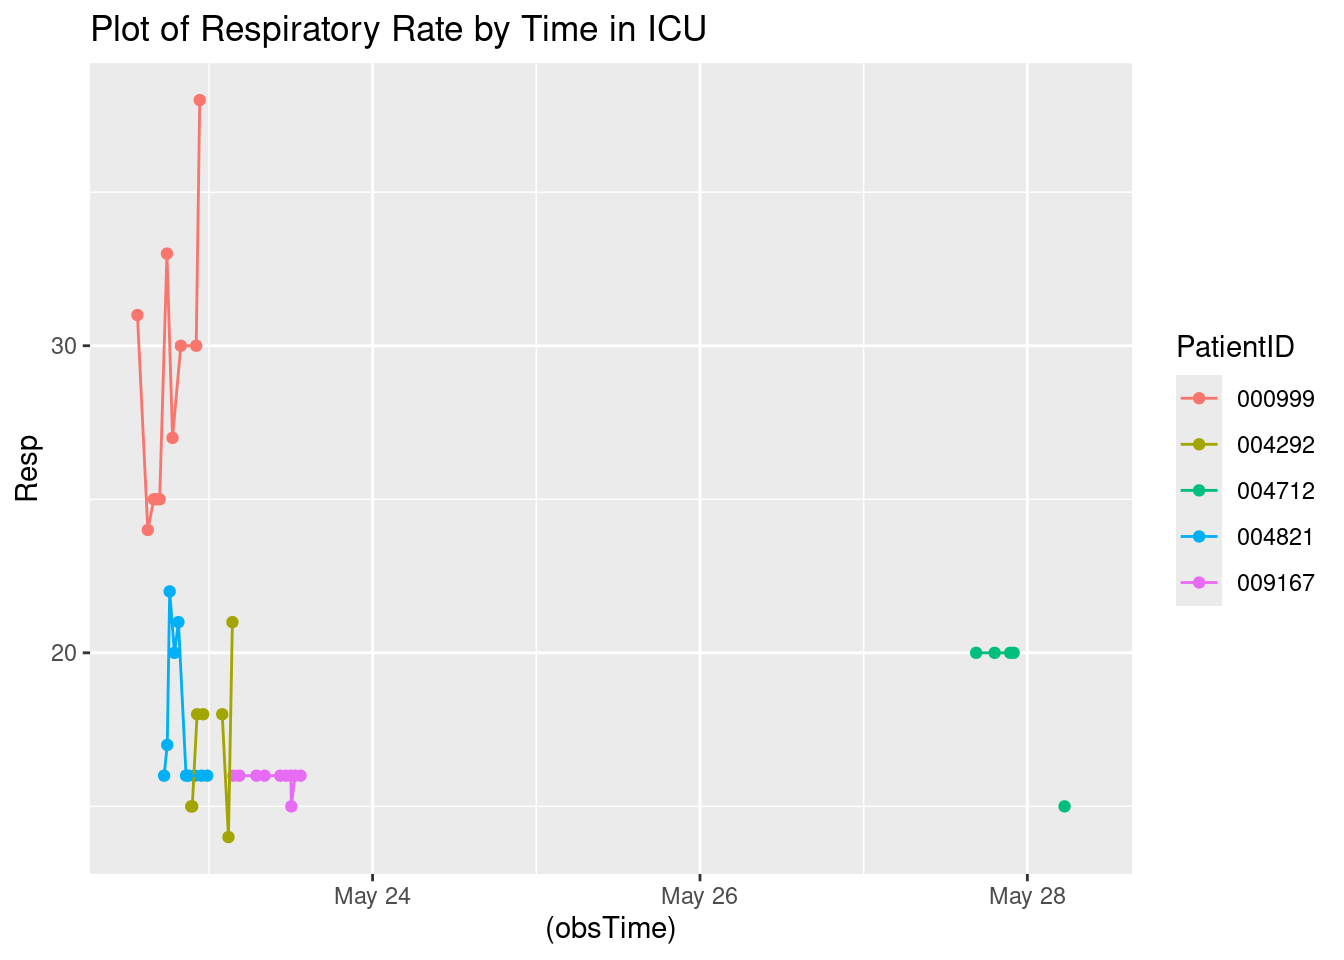 Plot of Respiratory Rate by Time in ICU
Resp
30
20
May 24
May 26
May 28
(obsTime)
PatientID
000999
004292
004712
004821
009167